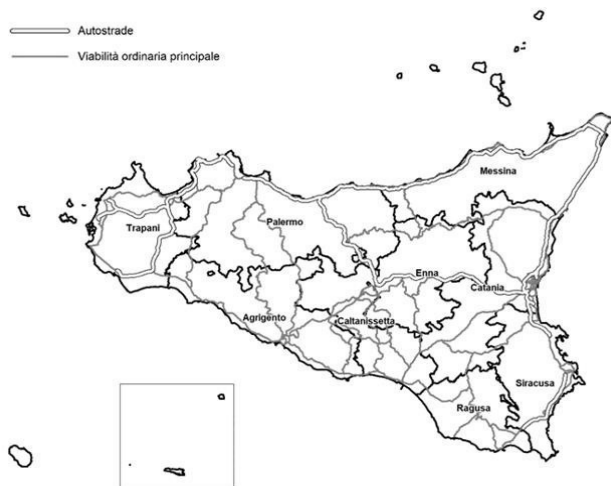 Autostrade
Viabilità ordinaria principale
Messina
Palermo
Trapani
Enna
Catania
Agrigento
Caltanissetta
Siracusa
Ragusa